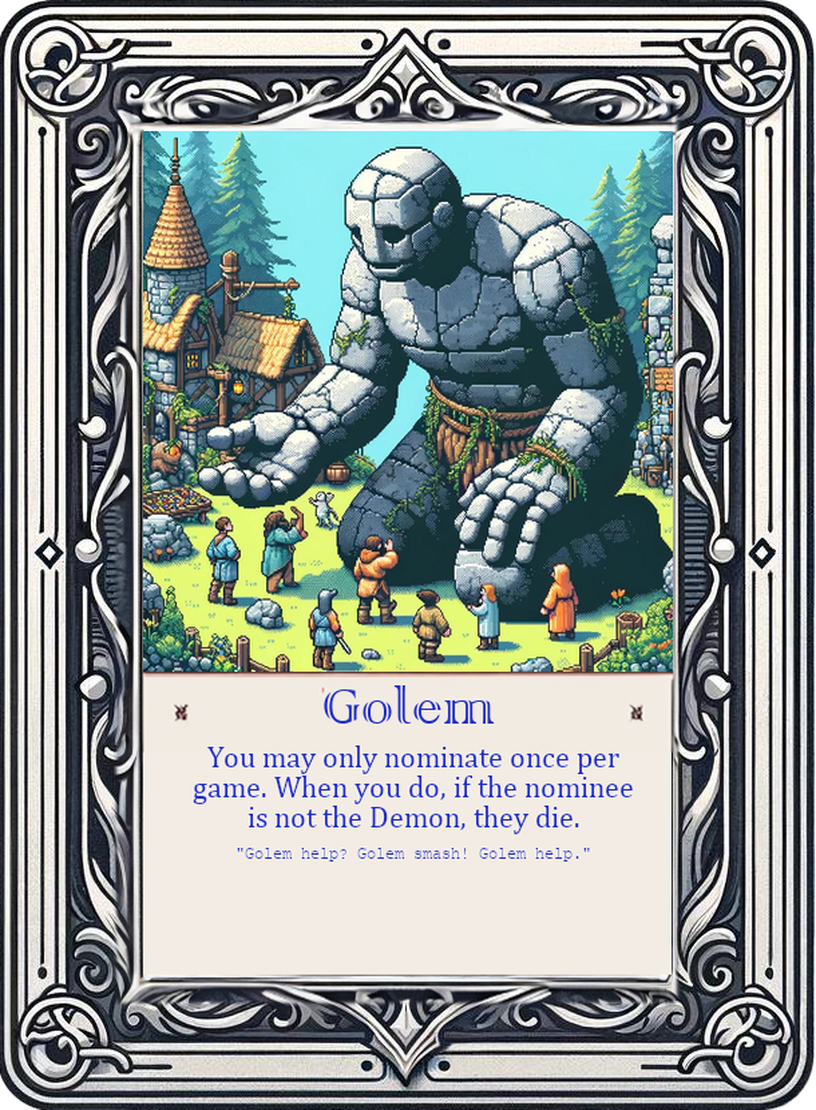 Golem
You may only nominate once per
game. When you do, if the nominee
is not the Demon, they die.
"Golem help? Golem smash! Golem help."